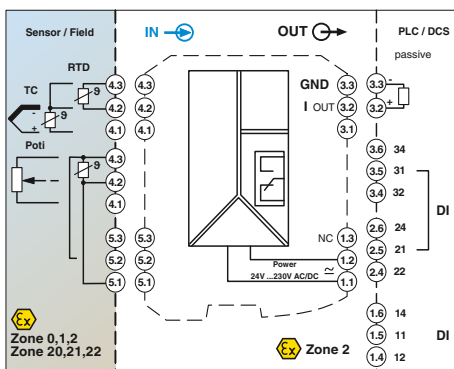 Sensor / Field
IN
OUT
PLC / DCS
passive
RTD
TC
ϑ
ϑ
-
+
Poti
ϑ
4.3
4.2
4.1
4.3
4.2
4.1
5.3
5.2
5.1
4.3
4.2
4.1
5.3
5.2
5.1
GND
I OUT
3.3
3.2
3.1
NC
1.3
1.2
1.1
Power
24V ...230V AC/DC
3.3 -
3.2 +
3.6 34
3.5 31
3.4 32
DI
2.6 24
2.5 21
2.4 22
1.6 14
1.5 11
1.4 12
DI
Ex
Zone 0,1,2
Zone 20,21,22
Ex Zone 2